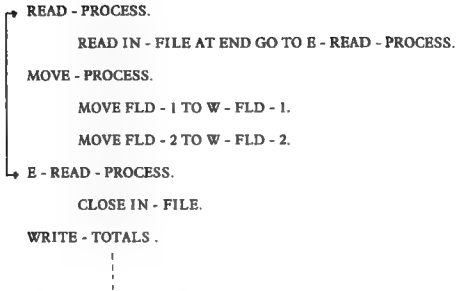 READ - PROCESS.
READ IN - FILE AT END GO TO E - READ - PROCESS.
MOVE - PROCESS.
MOVE FLD - 1 TO W - FLD - 1.
MOVE FLD - 2 TO W - FLD - 2.
E - READ - PROCESS.
CLOSE IN - FILE.
WRITE - TOTALS .